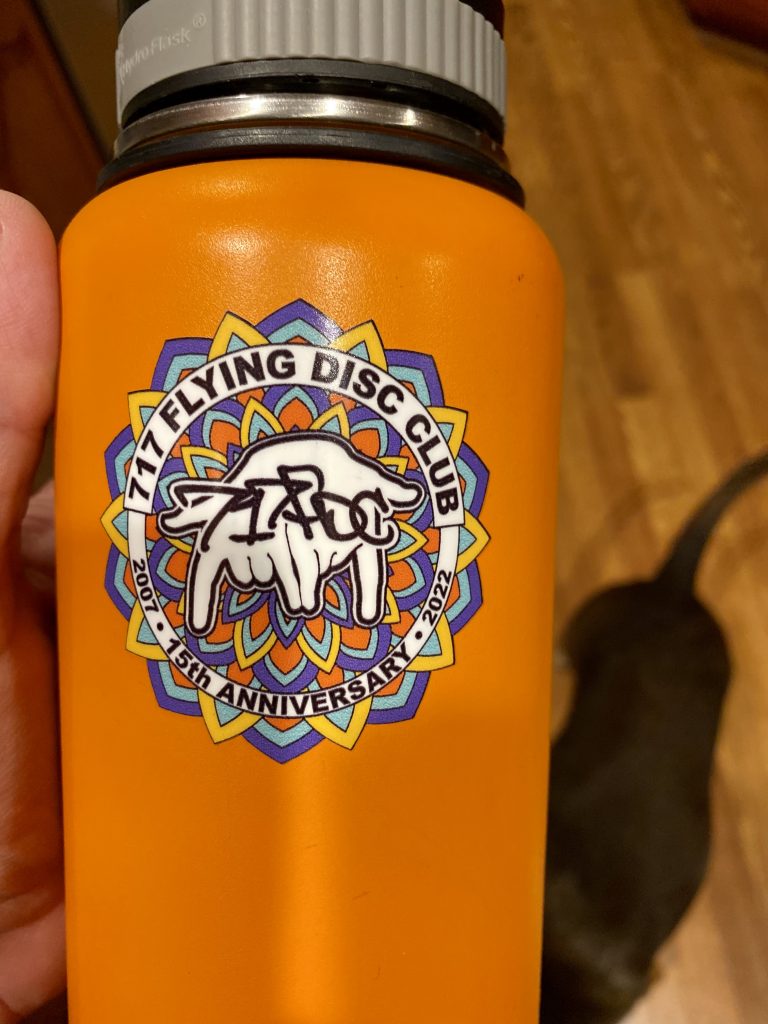 HydroFlask®
717 FLYING DISC CLUB
717FDC
2007 • 15th ANNIVERSARY • 2022